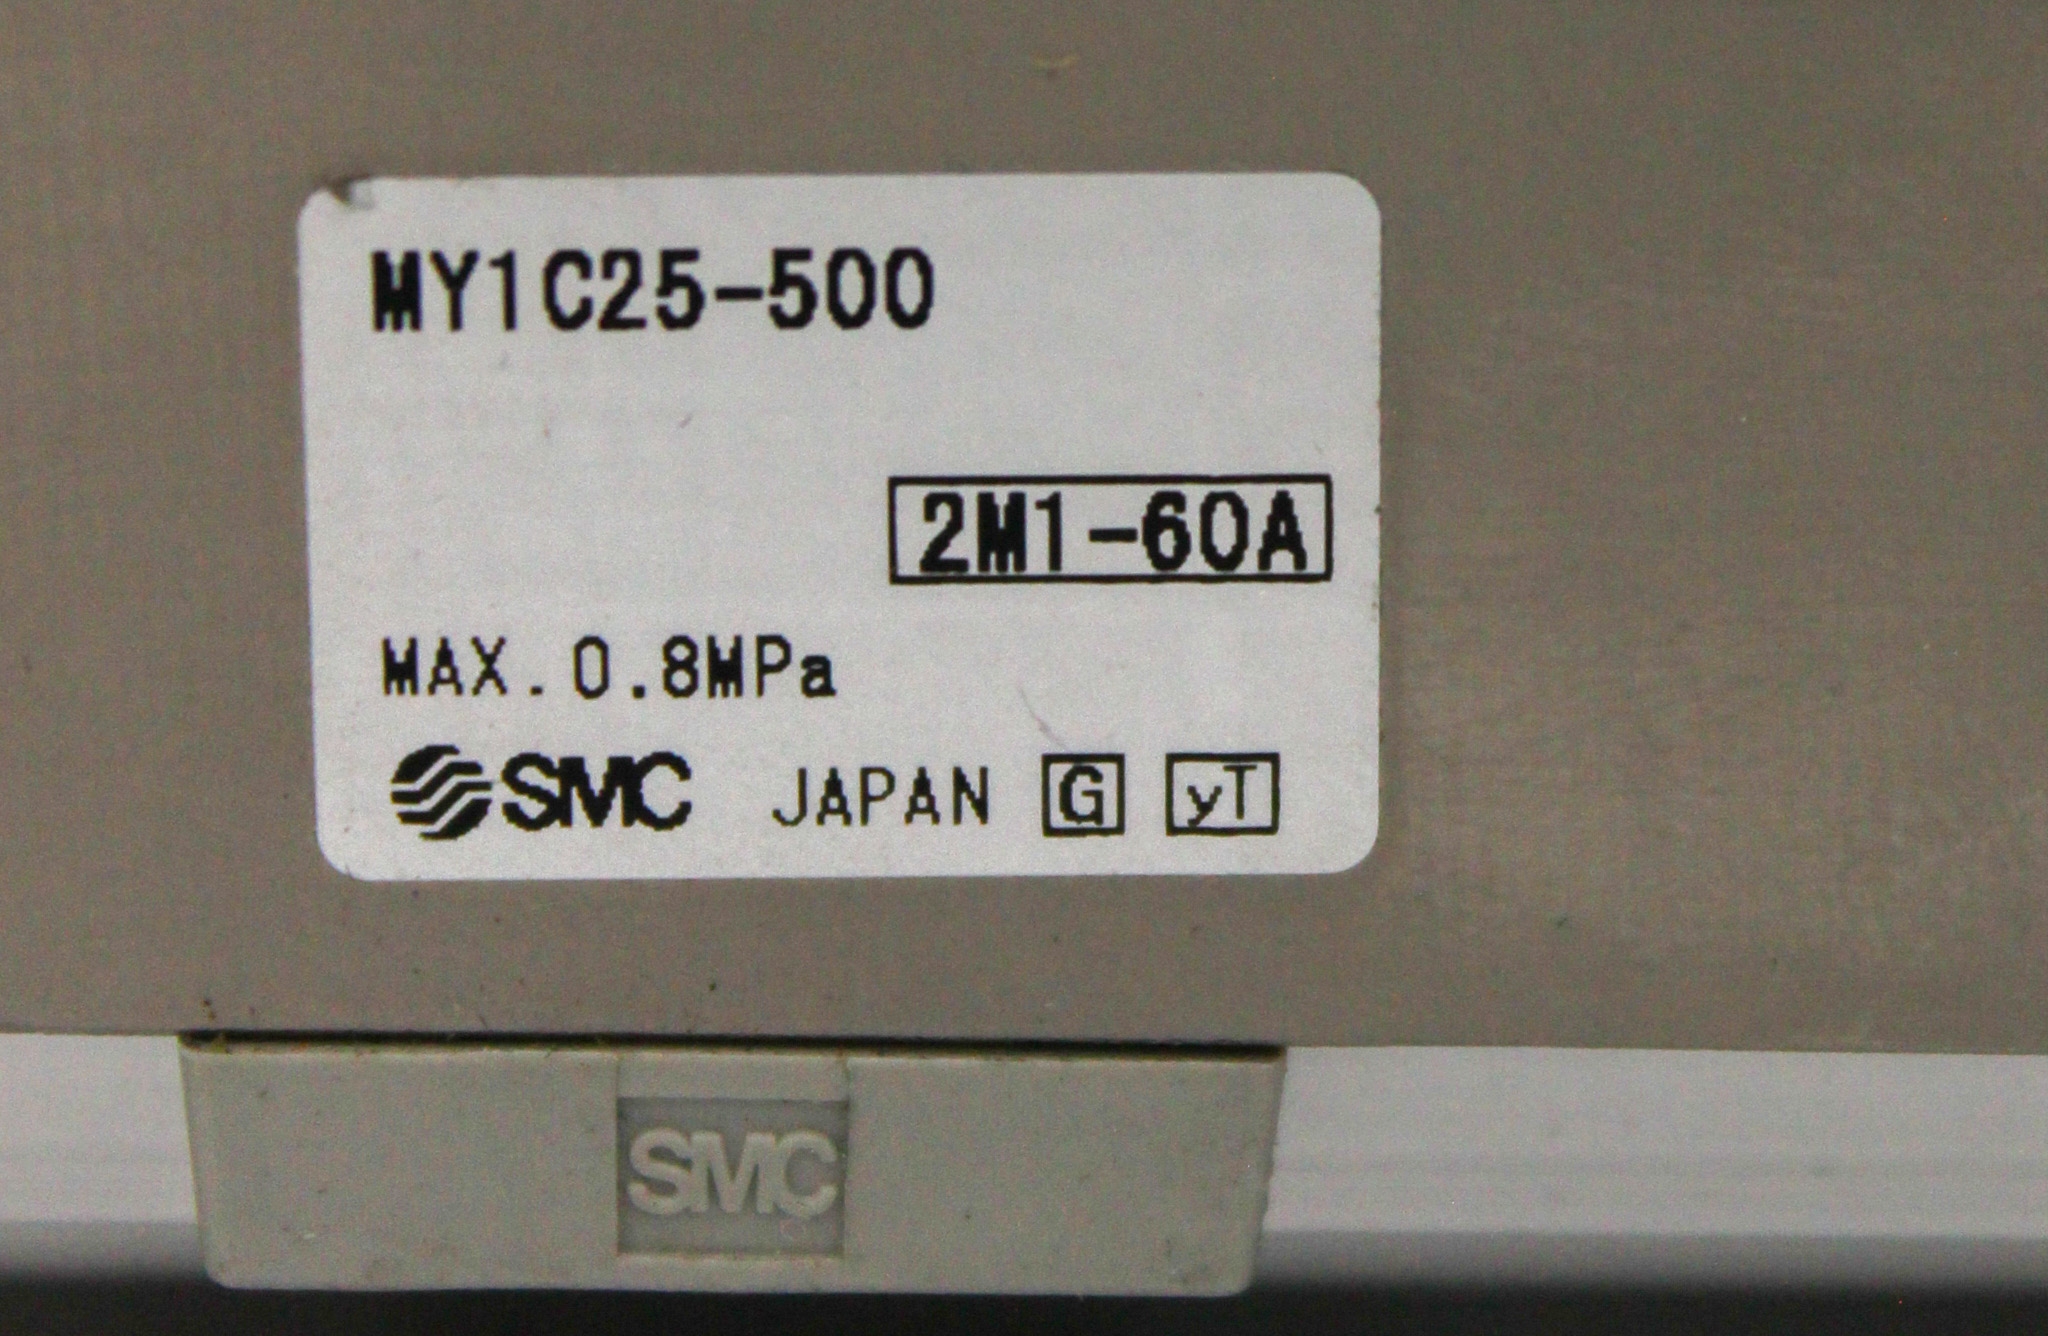 MY1C25-500
2M1-60A
MAX.0.8MPa
SMC JAPAN G yT
SMC